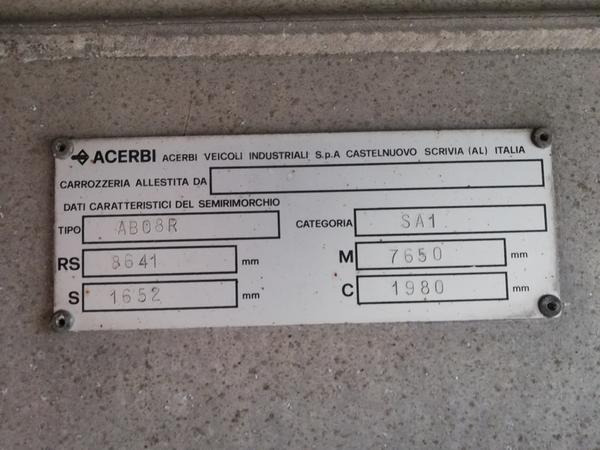 ACERBI ACERBI VEICOLI INDUSTRIALI S.p.A CASTELNUOVO SCRIVIA (AL) ITALIA
CARROZZERIA ALLESTITA DA
DATI CARATTERISTICI DEL SEMIRIMORCHIO
TIPO AB08R CATEGORIA SA1
RS 8641 mm M 7650 mm
S 1652 mm C 1980 mm